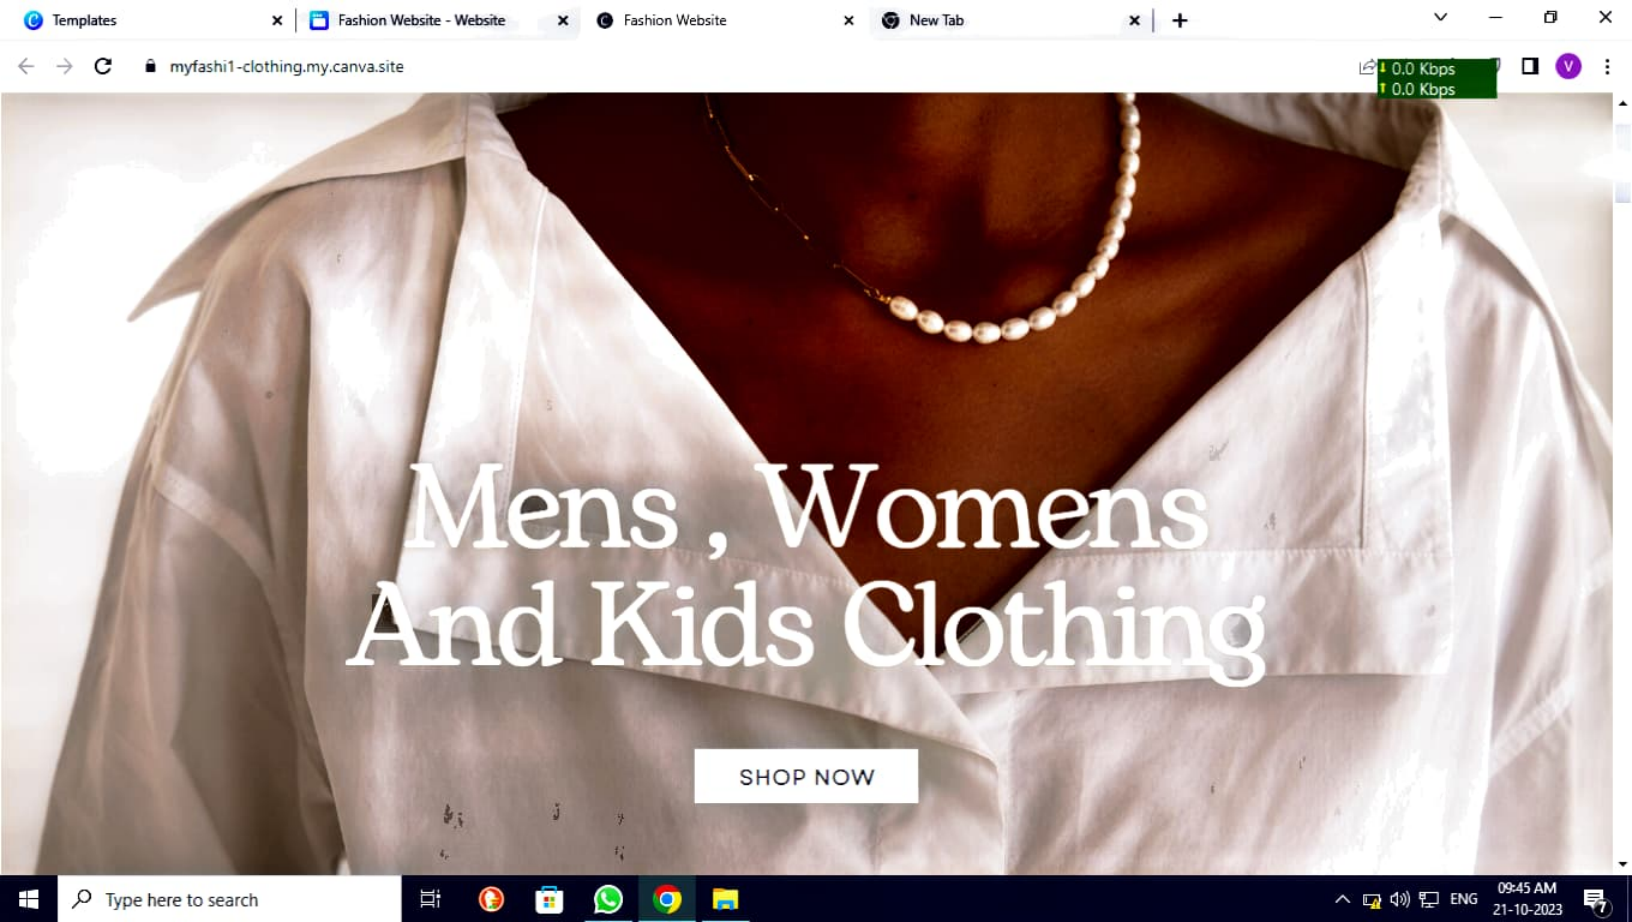 Templates
Fashion Website - Website
Fashion Website
New Tab
myfashi1-clothing.my.canva.site
0.0 Kbps
0.0 Kbps
V
Mens , Womens
And Kids Clothing
SHOP NOW
Type here to search
ENG
09:45 AM
21-10-2023
7